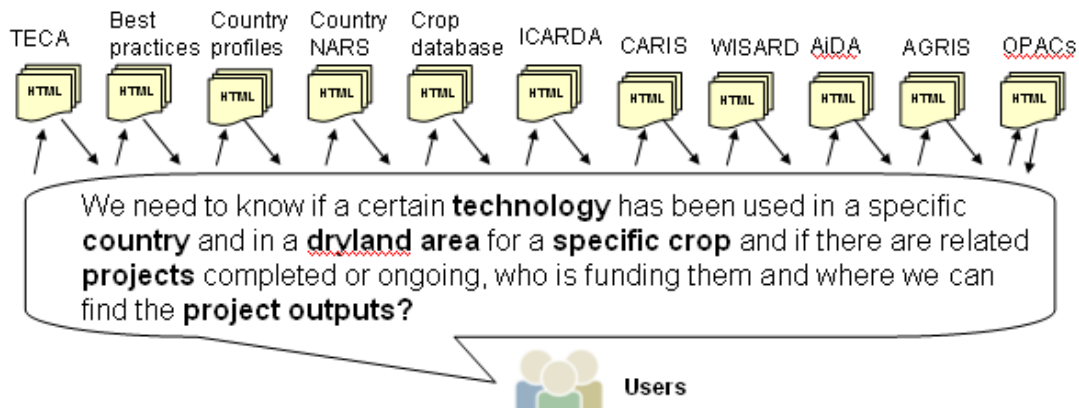 TECA
Best practices
Country profiles
Country NARS
Crop database
ICARDA
CARIS
WISARD
AiDA
AGRIS
OPACs
HTML
HTML
HTML
HTML
HTML
HTML
HTML
HTML
HTML
HTML
HTML
We need to know if a certain technology has been used in a specific
country and in a dryland area for a specific crop and if there are related
projects completed or ongoing, who is funding them and where we can
find the project outputs?
Users